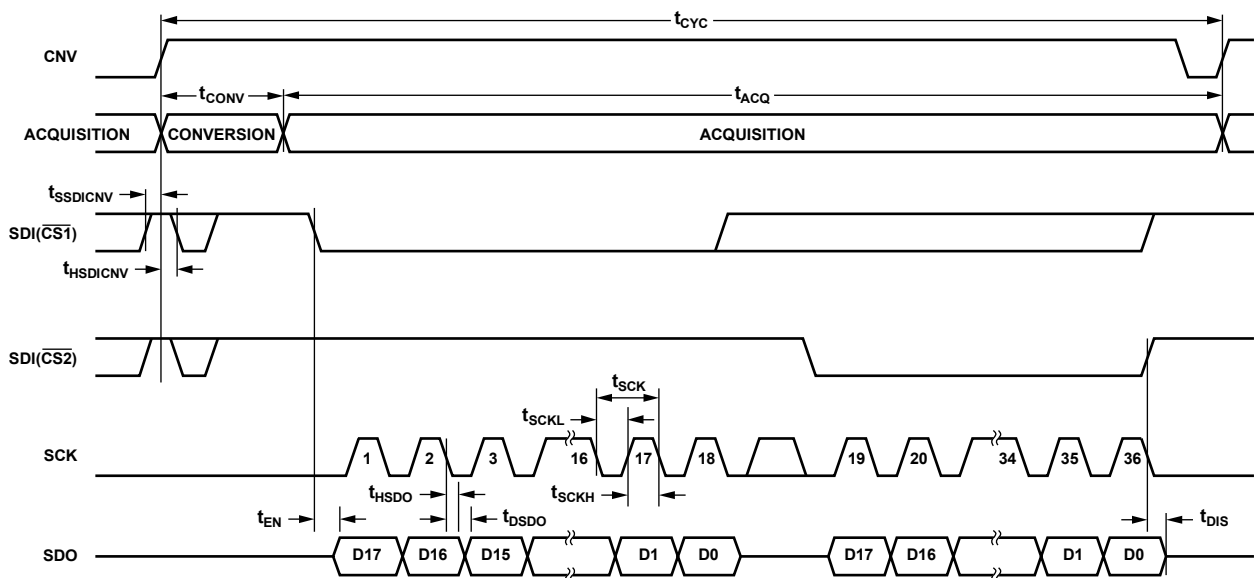 tCYC
CNV
tCONV
tACQ
ACQUISITION
CONVERSION
ACQUISITION
tSSDICNV
SDI(CS1)
tHSDICNV
SDI(CS2)
tSCK
tSCKL
SCK
1 2 3 16 17 18 19 20 34 35 36
tHSDO
tSCKH
tEN
tDSDO
tDIS
SDO
D17 D16 D15 D1 D0 D17 D16 D1 D0